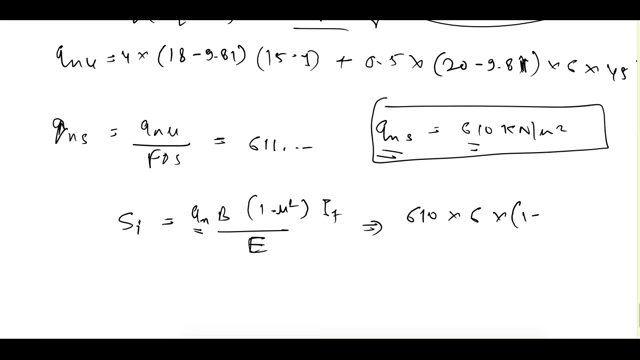 qnu = 4 × (18 - 9.81) (15 - 1) + 0.5 × (20 - 9.81) × 6 × 45
qns = qnu / FOS = 611....
qns = 610 kN/m2
Si = qn B (1 - μ²) If / E ⇒ 610 × 6 × (1 -